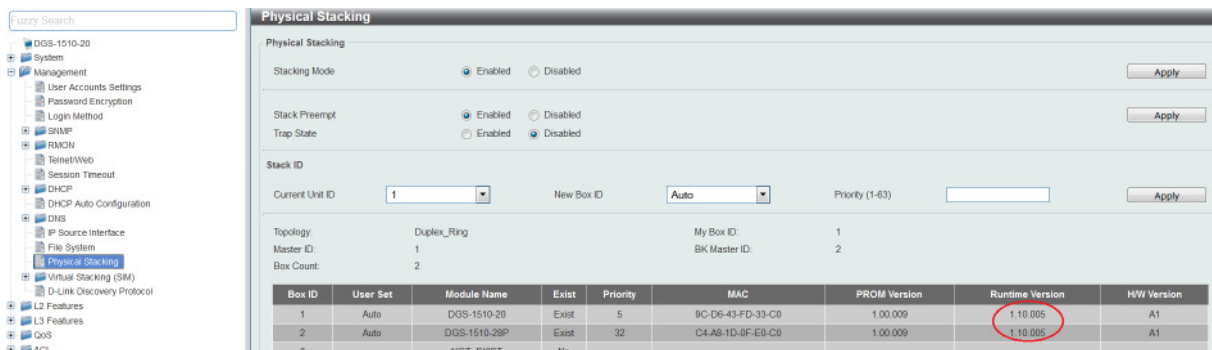 Fuzzy Search
DGS-1510-20
System
Management
User Accounts Settings
Password Encryption
Login Method
SNMP
RMON
Telnet/Web
Session Timeout
DHCP
DHCP Auto Configuration
DNS
IP Source Interface
File System
Physical Stacking
Virtual Stacking (SIM)
D-Link Discovery Protocol
L2 Features
L3 Features
QoS
ACL
Physical Stacking
Physical Stacking
Stacking Mode Enabled Disabled Apply
Stack Preempt Enabled Disabled Apply
Trap State Enabled Disabled
Stack ID
Current Unit ID 1 New Box ID Auto Priority (1-63) Apply
Topology: Duplex_Ring My Box ID: 1
Master ID: 1 BK Master ID: 2
Box Count: 2
Box ID User Set Module Name Exist Priority MAC PROM Version Runtime Version H/W Version
1 Auto DGS-1510-20 Exist 5 9C-D6-43-FD-33-C0 1.00.009 1.10.005 A1
2 Auto DGS-1510-28P Exist 32 C4-A8-1D-0F-E0-C0 1.00.009 1.10.005 A1
NOT_EXIST No